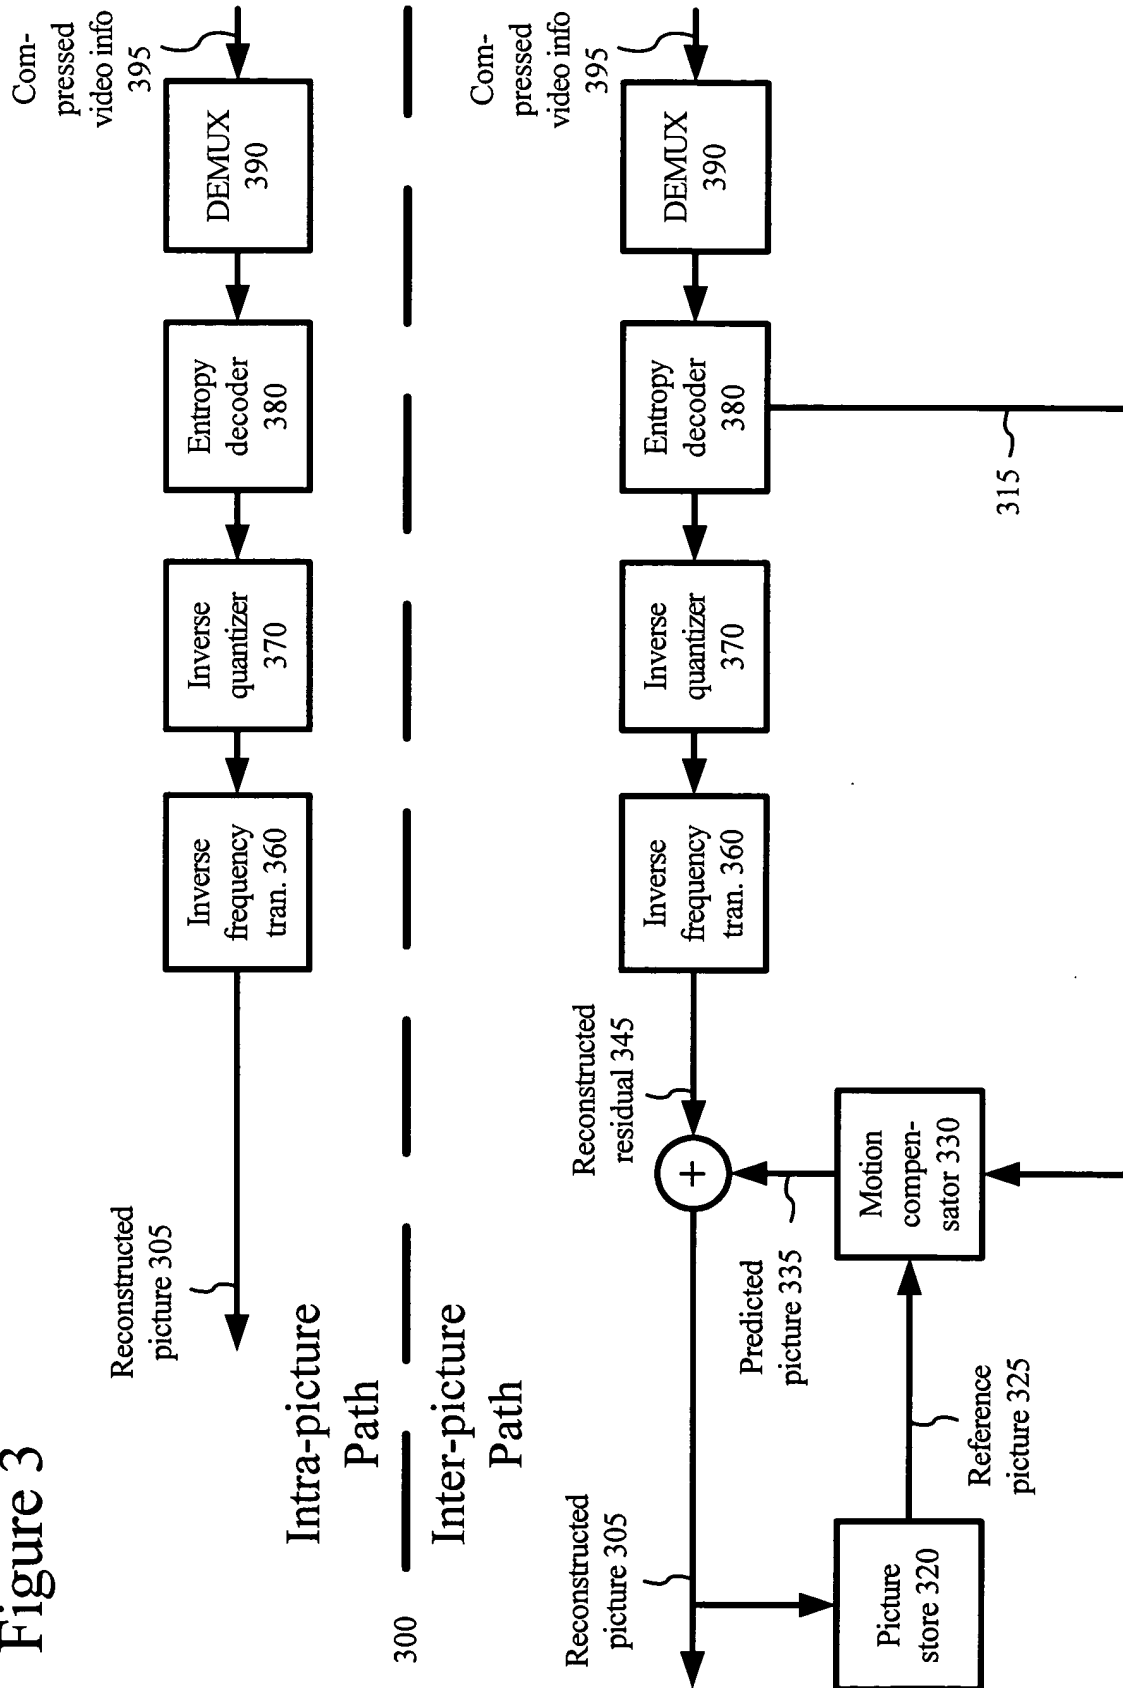 Figure 3
Reconstructed
picture 305
Inverse
frequency
tran. 360
Inverse
quantizer
370
Entropy
decoder
380
DEMUX
390
Com-
pressed
video info
395
Intra-picture
Path
300
Inter-picture
Path
Reconstructed
picture 305
Reconstructed
residual 345
+
Inverse
frequency
tran. 360
Inverse
quantizer
370
Entropy
decoder
380
DEMUX
390
Com-
pressed
video info
395
Predicted
picture 335
Picture
store 320
Reference
picture 325
Motion
compen-
sator 330
315